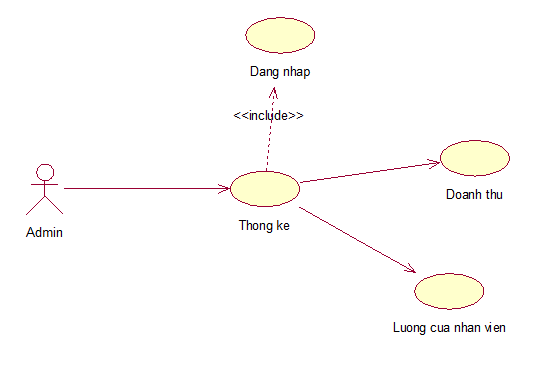 Dang nhap
<<include>>
Doanh thu
Thong ke
Admin
Luong cua nhan vien